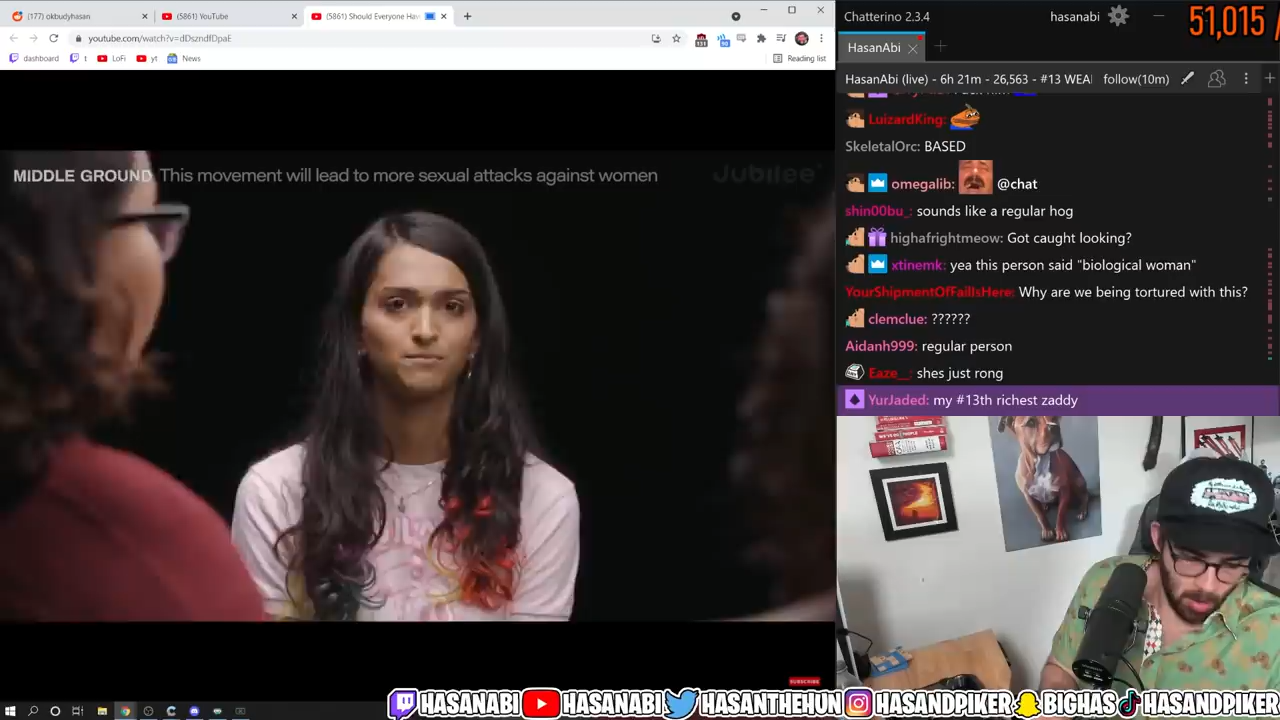 (177) okbudyhasan
(5861) YouTube
(5861) Should Everyone Hav
youtube.com/watch?v=dDszndfDpaE
dashboard
t
LoFi
yt
News
Reading list
MIDDLE GROUND This movement will lead to more sexual attacks against women
Jubilee
SUBSCRIBE
Chatterino 2.3.4
hasanabi
51,015 /
HasanAbi
HasanAbi (live) - 6h 21m - 26,563 - #13 WEA
follow(10m)
LuizardKing:
SkeletalOrc: BASED
omegalib: @chat
shin00bu_: sounds like a regular hog
highafrightmeow: Got caught looking?
xtinemk: yea this person said "biological woman"
YourShipmentOfFailIsHere: Why are we being tortured with this?
clemclue: ??????
Aidanh999: regular person
Eaze__: shes just rong
YurJaded: my #13th richest zaddy
HASANABI HASANABI HASANTHEHUN HASANDPIKER BIGHAS HASANDPIKER